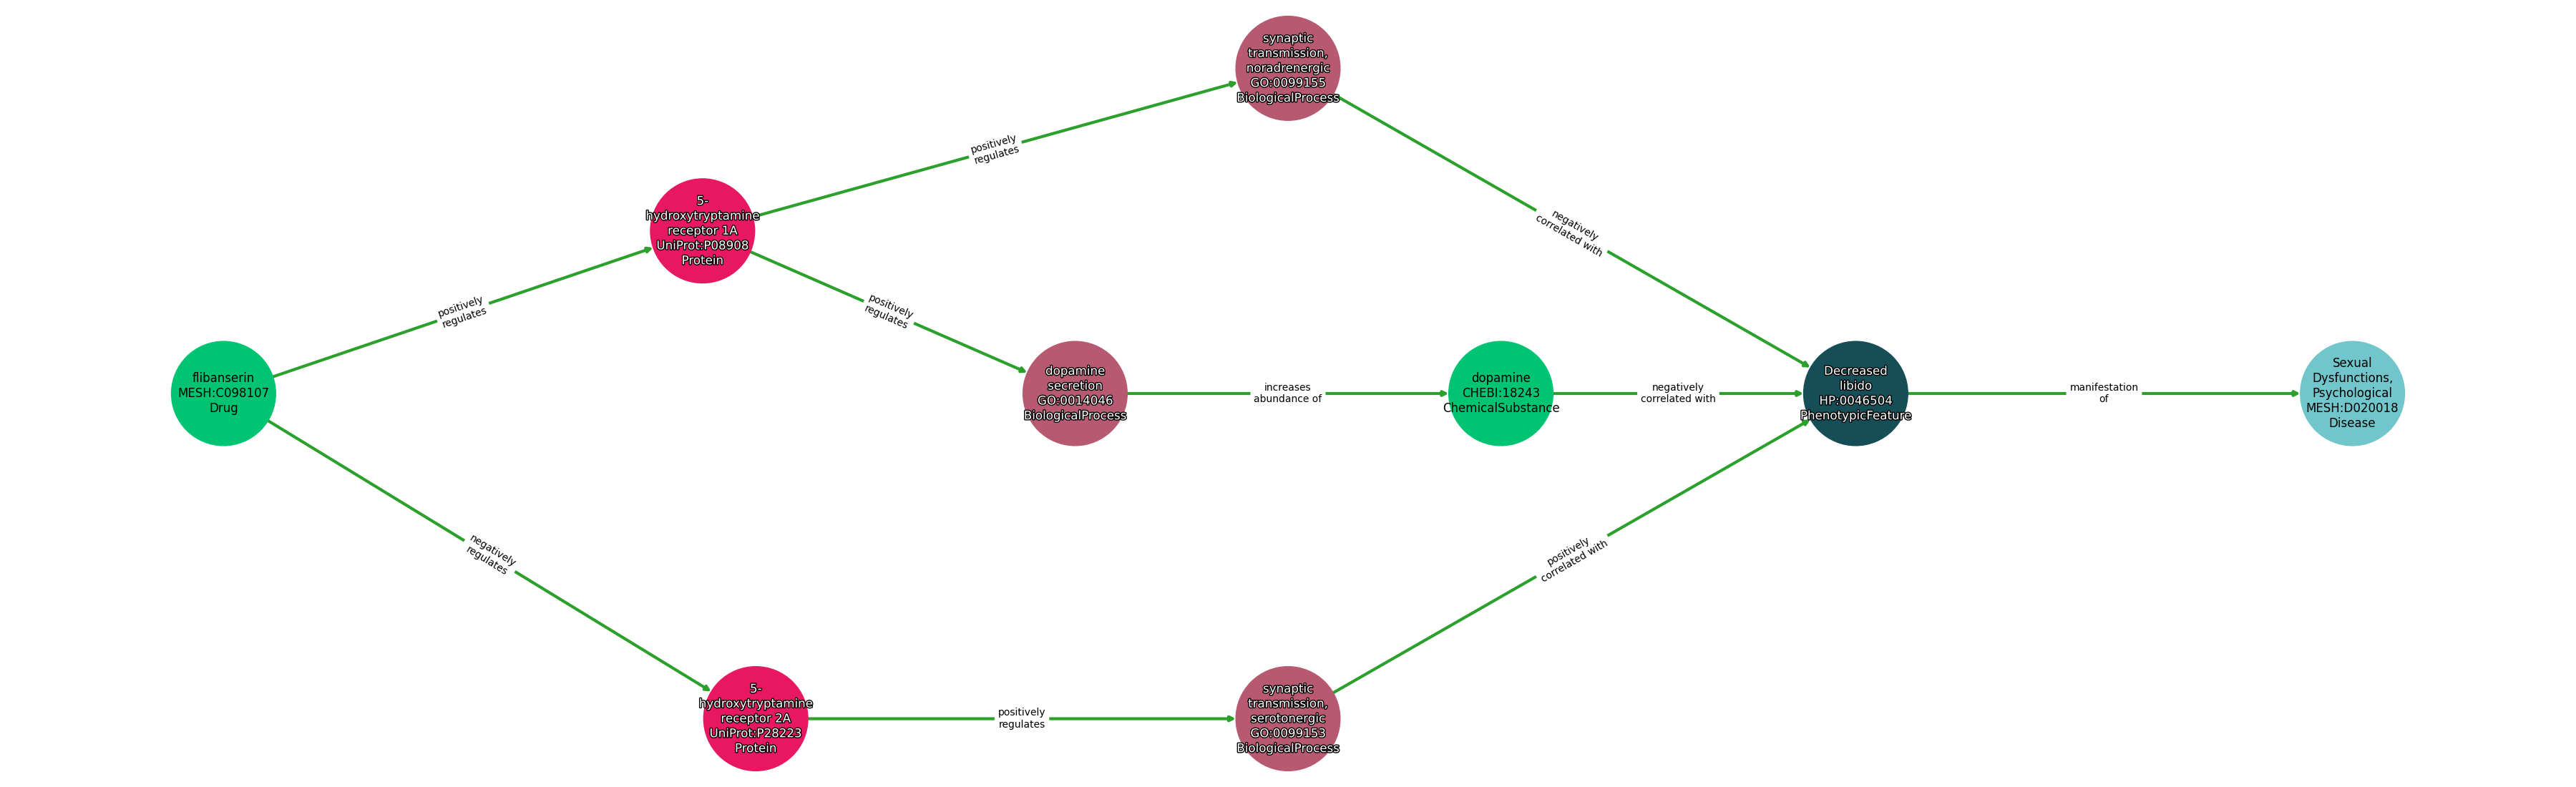 synaptic
transmission,
noradrenergic
GO:0099155
BiologicalProcess
positively
regulates
5-
hydroxytryptamine
receptor 1A
UniProt:P08908
Protein
negatively
correlated with
positively
regulates
positively
regulates
flibanserin
MESH:C098107
Drug
dopamine
secretion
GO:0014046
BiologicalProcess
increases
abundance of
dopamine
CHEBI:18243
ChemicalSubstance
negatively
correlated with
Decreased
libido
HP:0046504
PhenotypicFeature
manifestation
of
Sexual
Dysfunctions,
Psychological
MESH:D020018
Disease
negatively
regulates
positively
correlated with
5-
hydroxytryptamine
receptor 2A
UniProt:P28223
Protein
positively
regulates
synaptic
transmission,
serotonergic
GO:0099153
BiologicalProcess